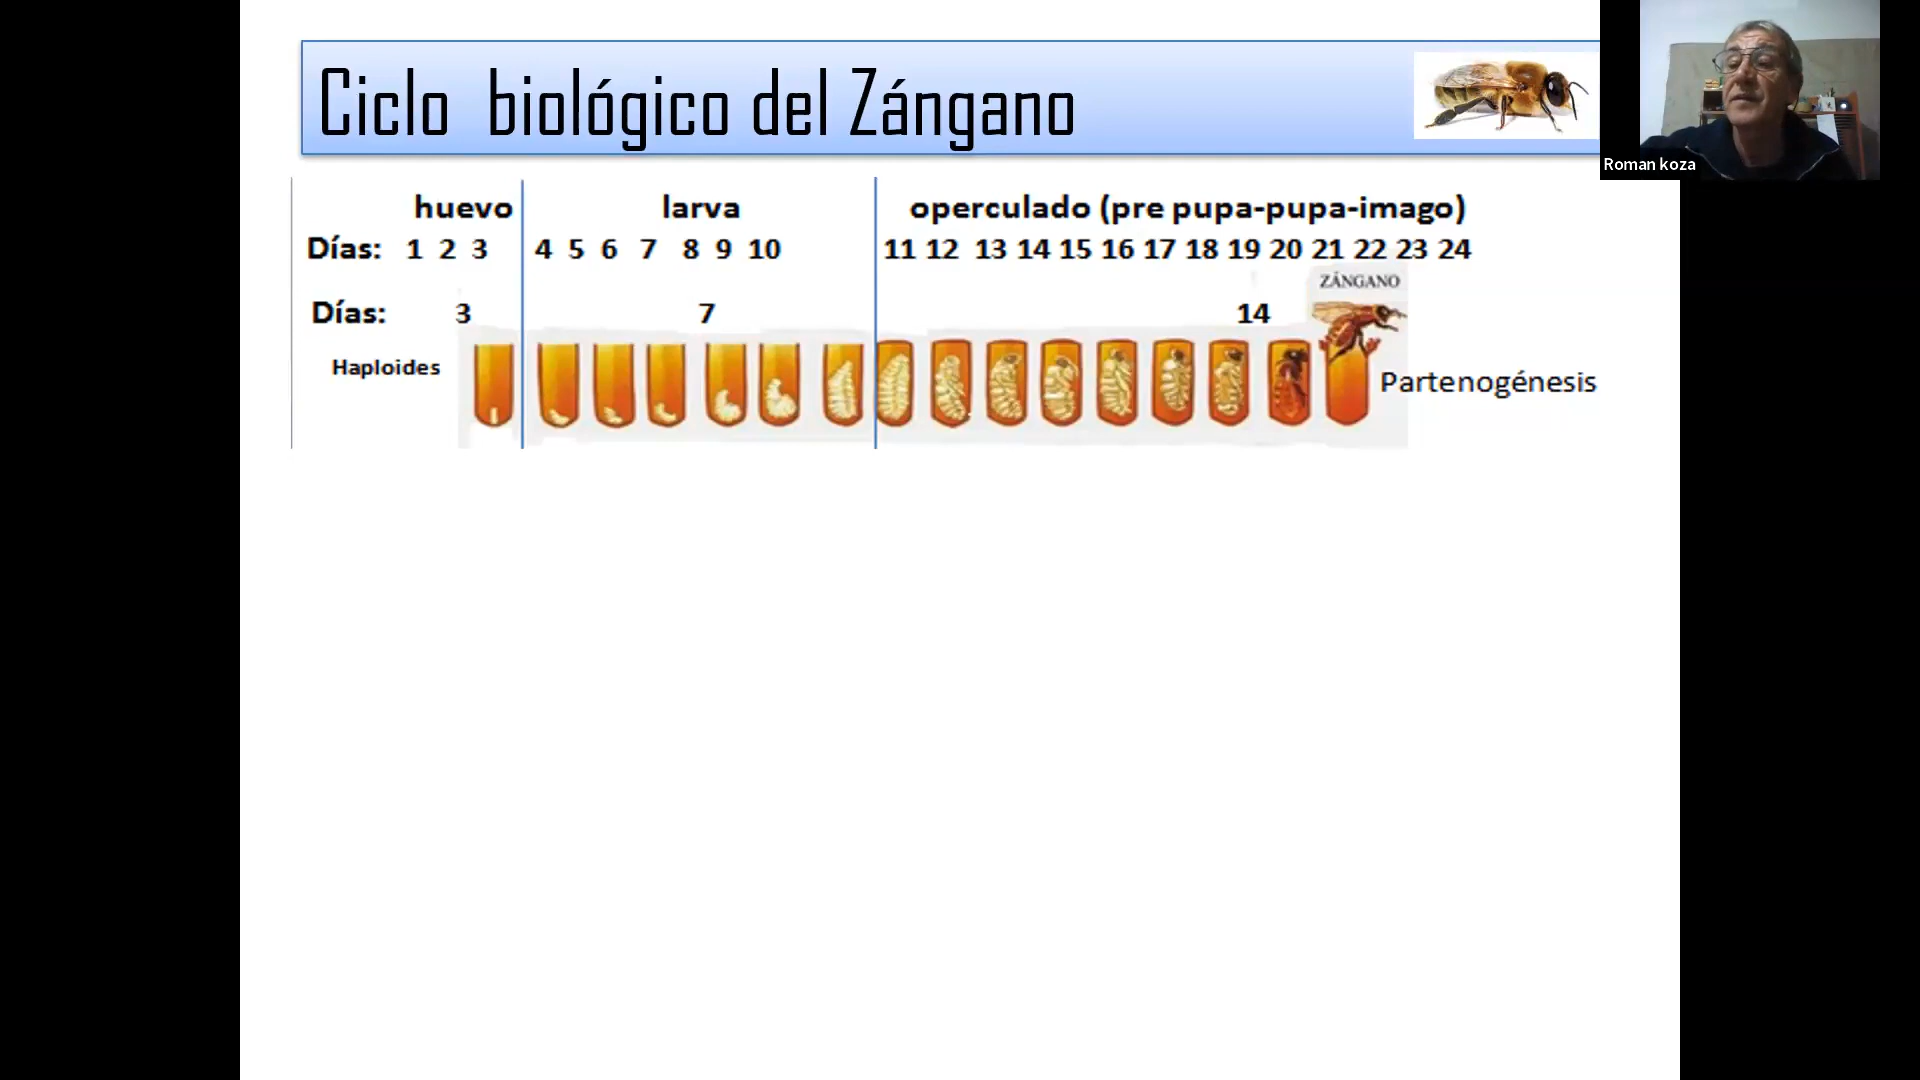 Ciclo biológico del Zángano
Roman koza
huevo larva operculado (pre pupa-pupa-imago)
Días: 1 2 3 4 5 6 7 8 9 10 11 12 13 14 15 16 17 18 19 20 21 22 23 24
ZÁNGANO
Días: 3 7 14
Haploides
Partenogénesis